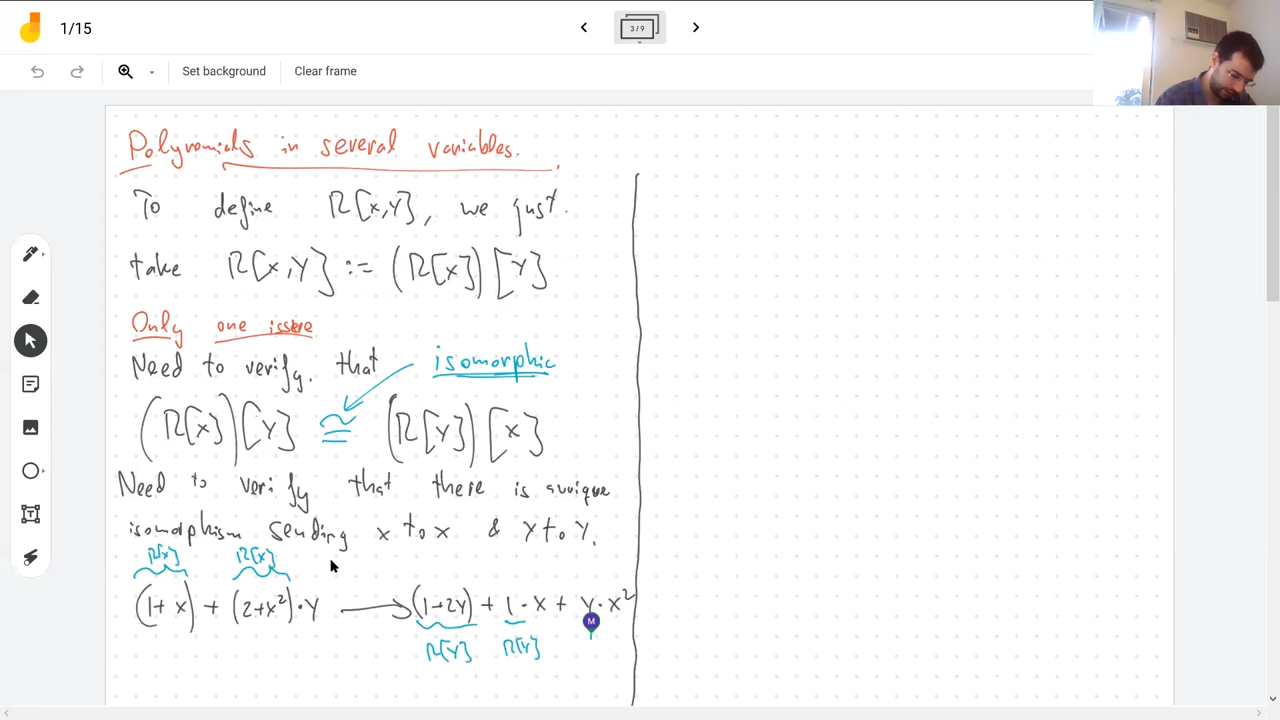 1/15
3/9
Set background
Clear frame
Polynomials in several variables.
To define R[x,Y], we just.
take R[x,Y] := (R[x])[Y]
Only one issue
Need to verify. that isomorphic
(R[x])[Y] ≅ (R[Y])[x]
Need to verify that there is a unique
isomorphism sending x to x & Y to Y.
R[x] R[x]
(1+x) + (2+x²)·Y → (1+2Y) + 1·x + Y·x²
M
R[Y] R[Y]